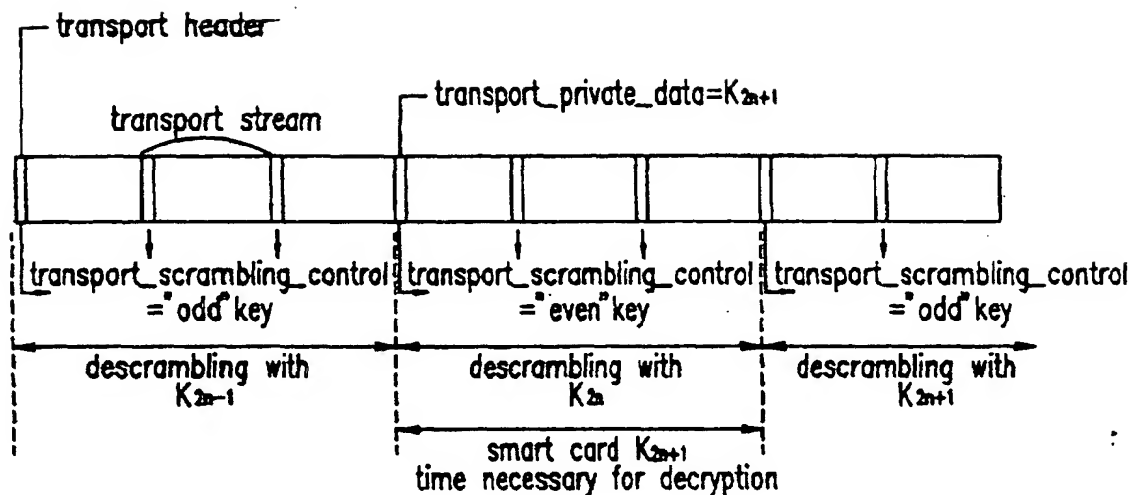 transport header
transport_private_data=K2n+1
transport stream
transport_scrambling_control
="odd" key
transport_scrambling_control
="even" key
transport_scrambling_control
="odd" key
descrambling with
K2n-1
descrambling with
K2n
descrambling with
K2n+1
smart card K2n+1
time necessary for decryption